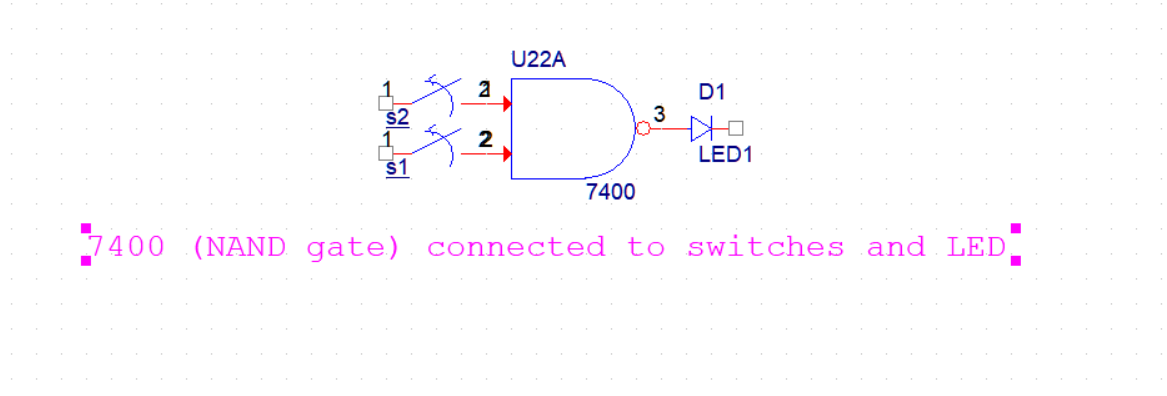 U22A
1
2
D1
s2
3
1
2
s1
LED1
7400
7400 (NAND gate) connected to switches and LED